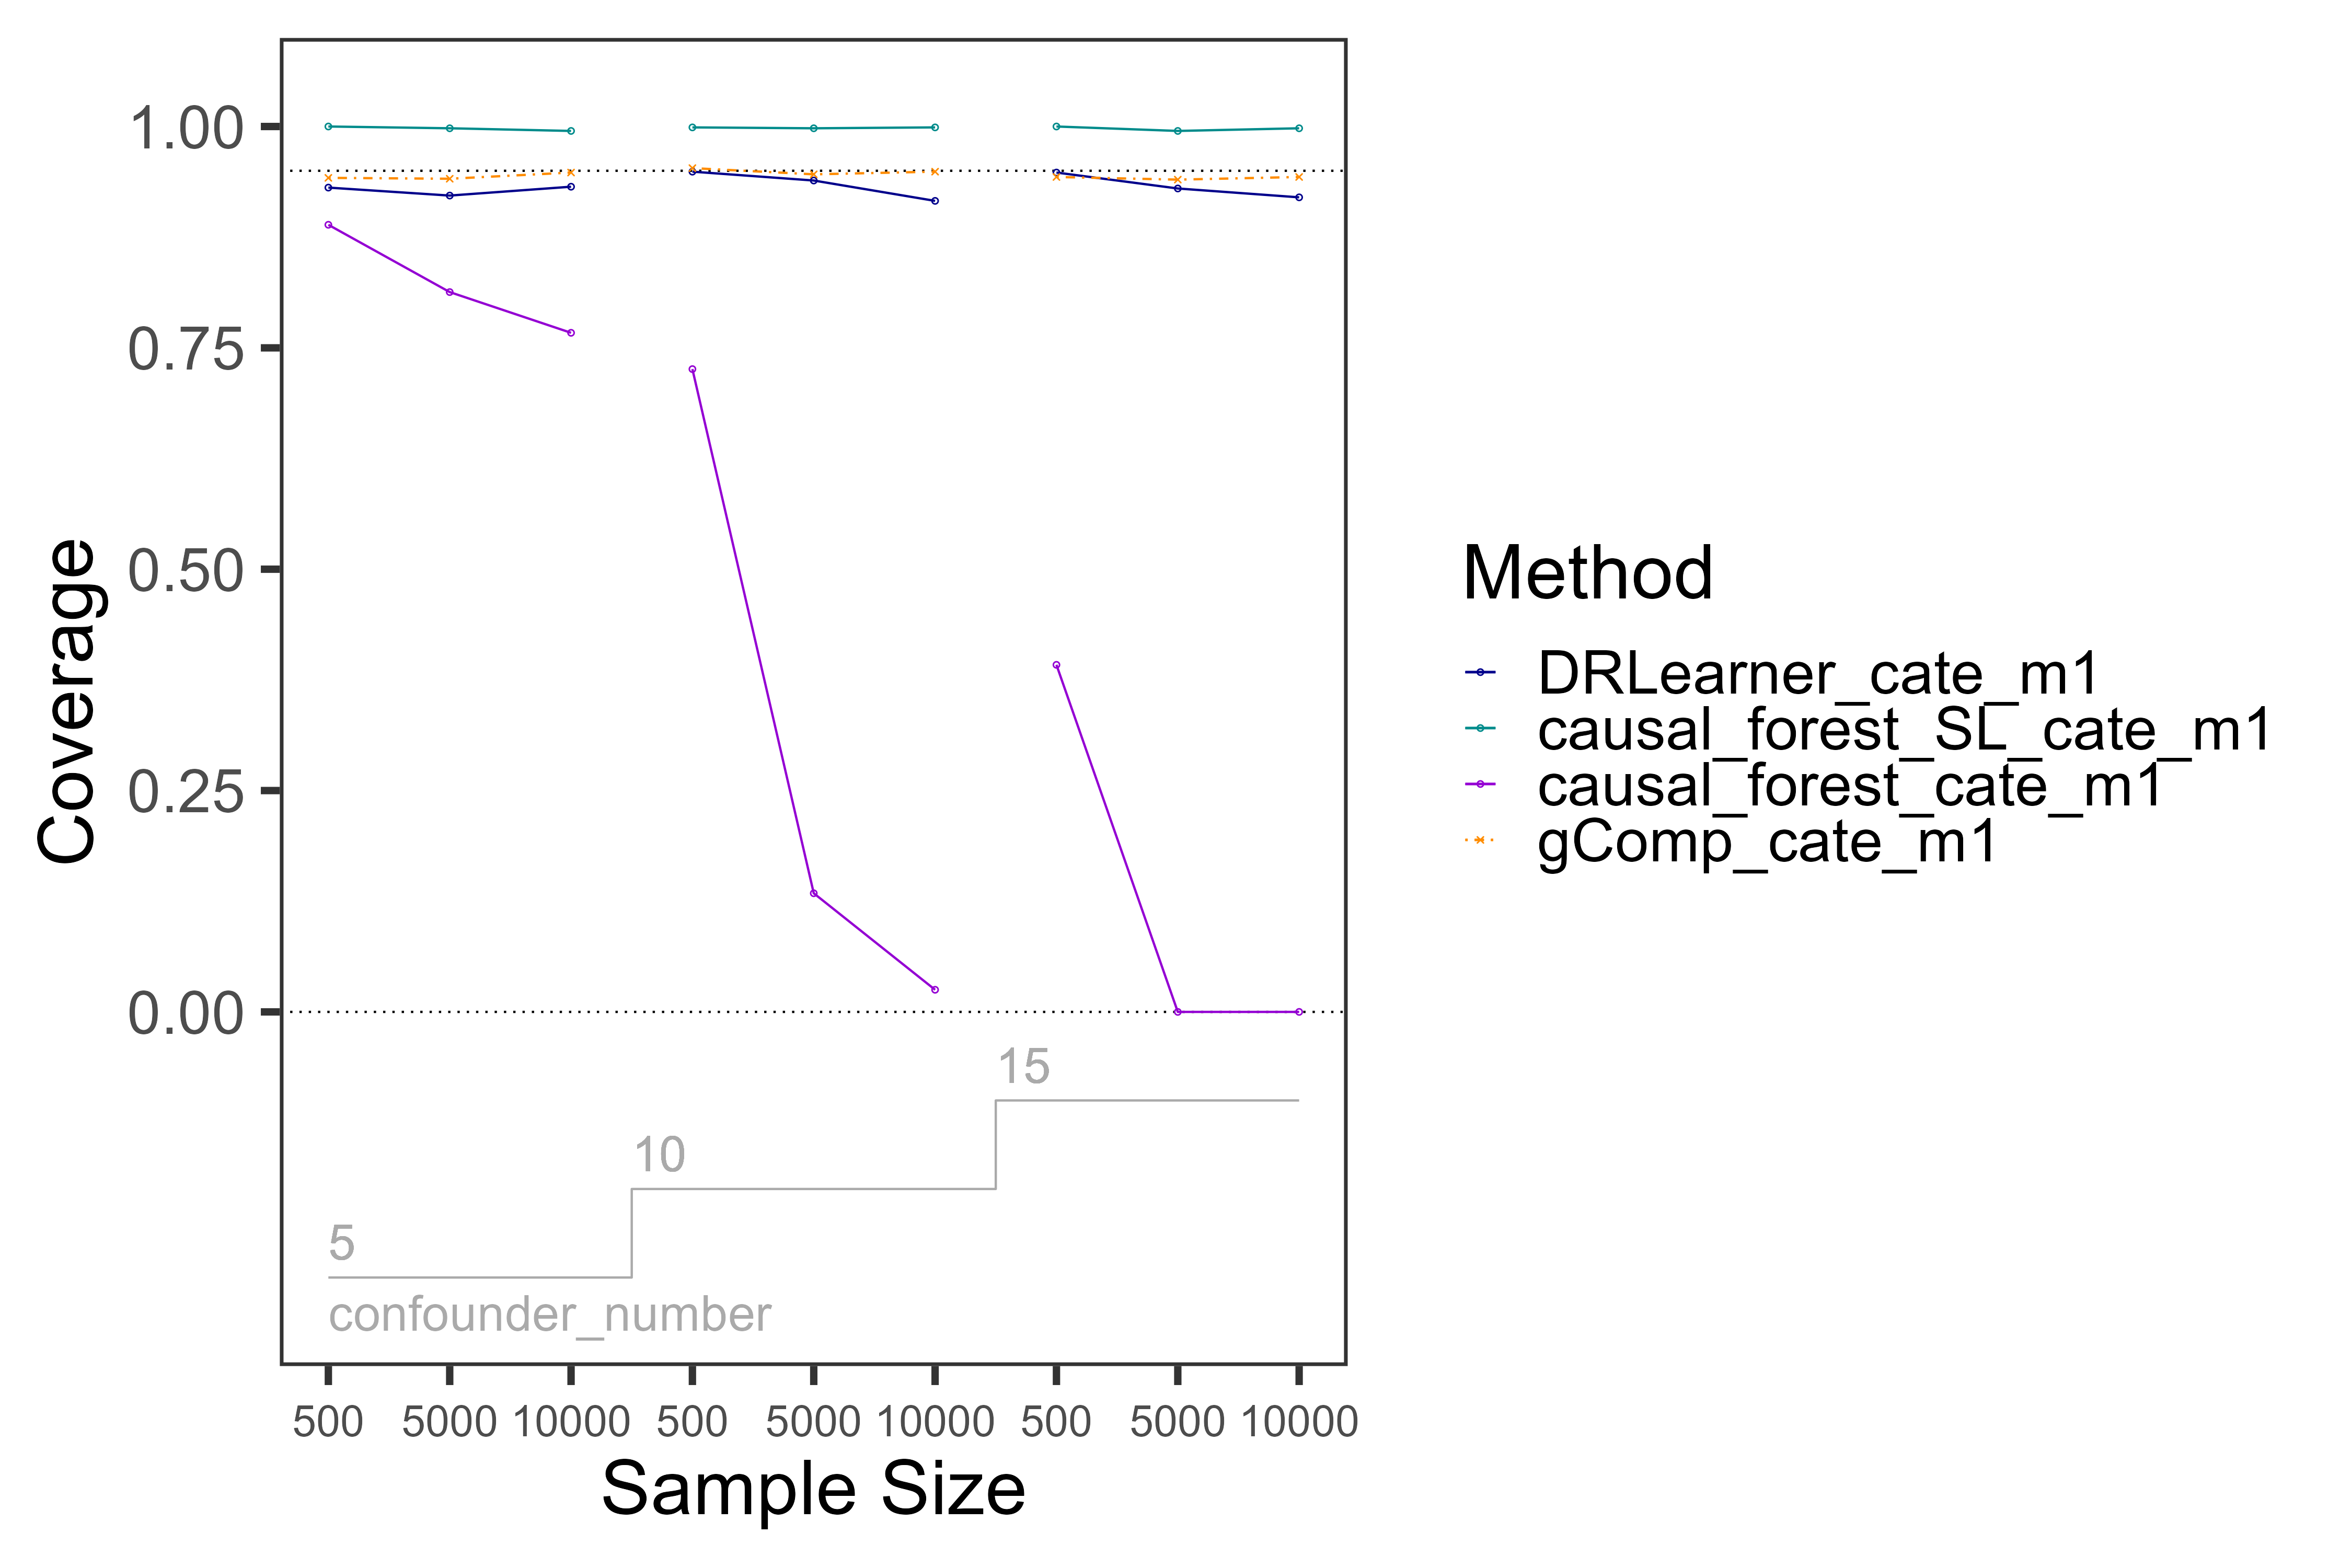 Coverage
1.00
0.75
0.50
0.25
0.00
15
10
5
confounder_number
500 5000 10000 500 5000 10000 500 5000 10000
Sample Size
Method
DRLearner_cate_m1
causal_forest_SL_cate_m1
causal_forest_cate_m1
gComp_cate_m1